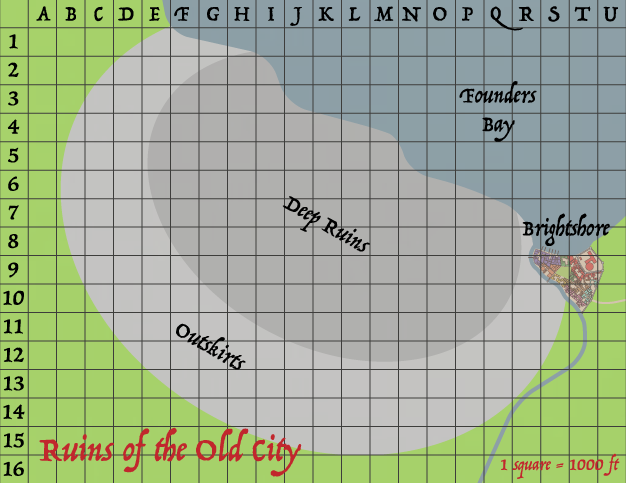 A B C D E F G H I J K L M N O P Q R S T U
1
2
3
Founders
4
Bay
5
6
7
Deep Ruins
Brightshore
8
9
10
11
Outskirts
12
13
14
15
Ruins of the Old City
16
1 square = 1000 ft